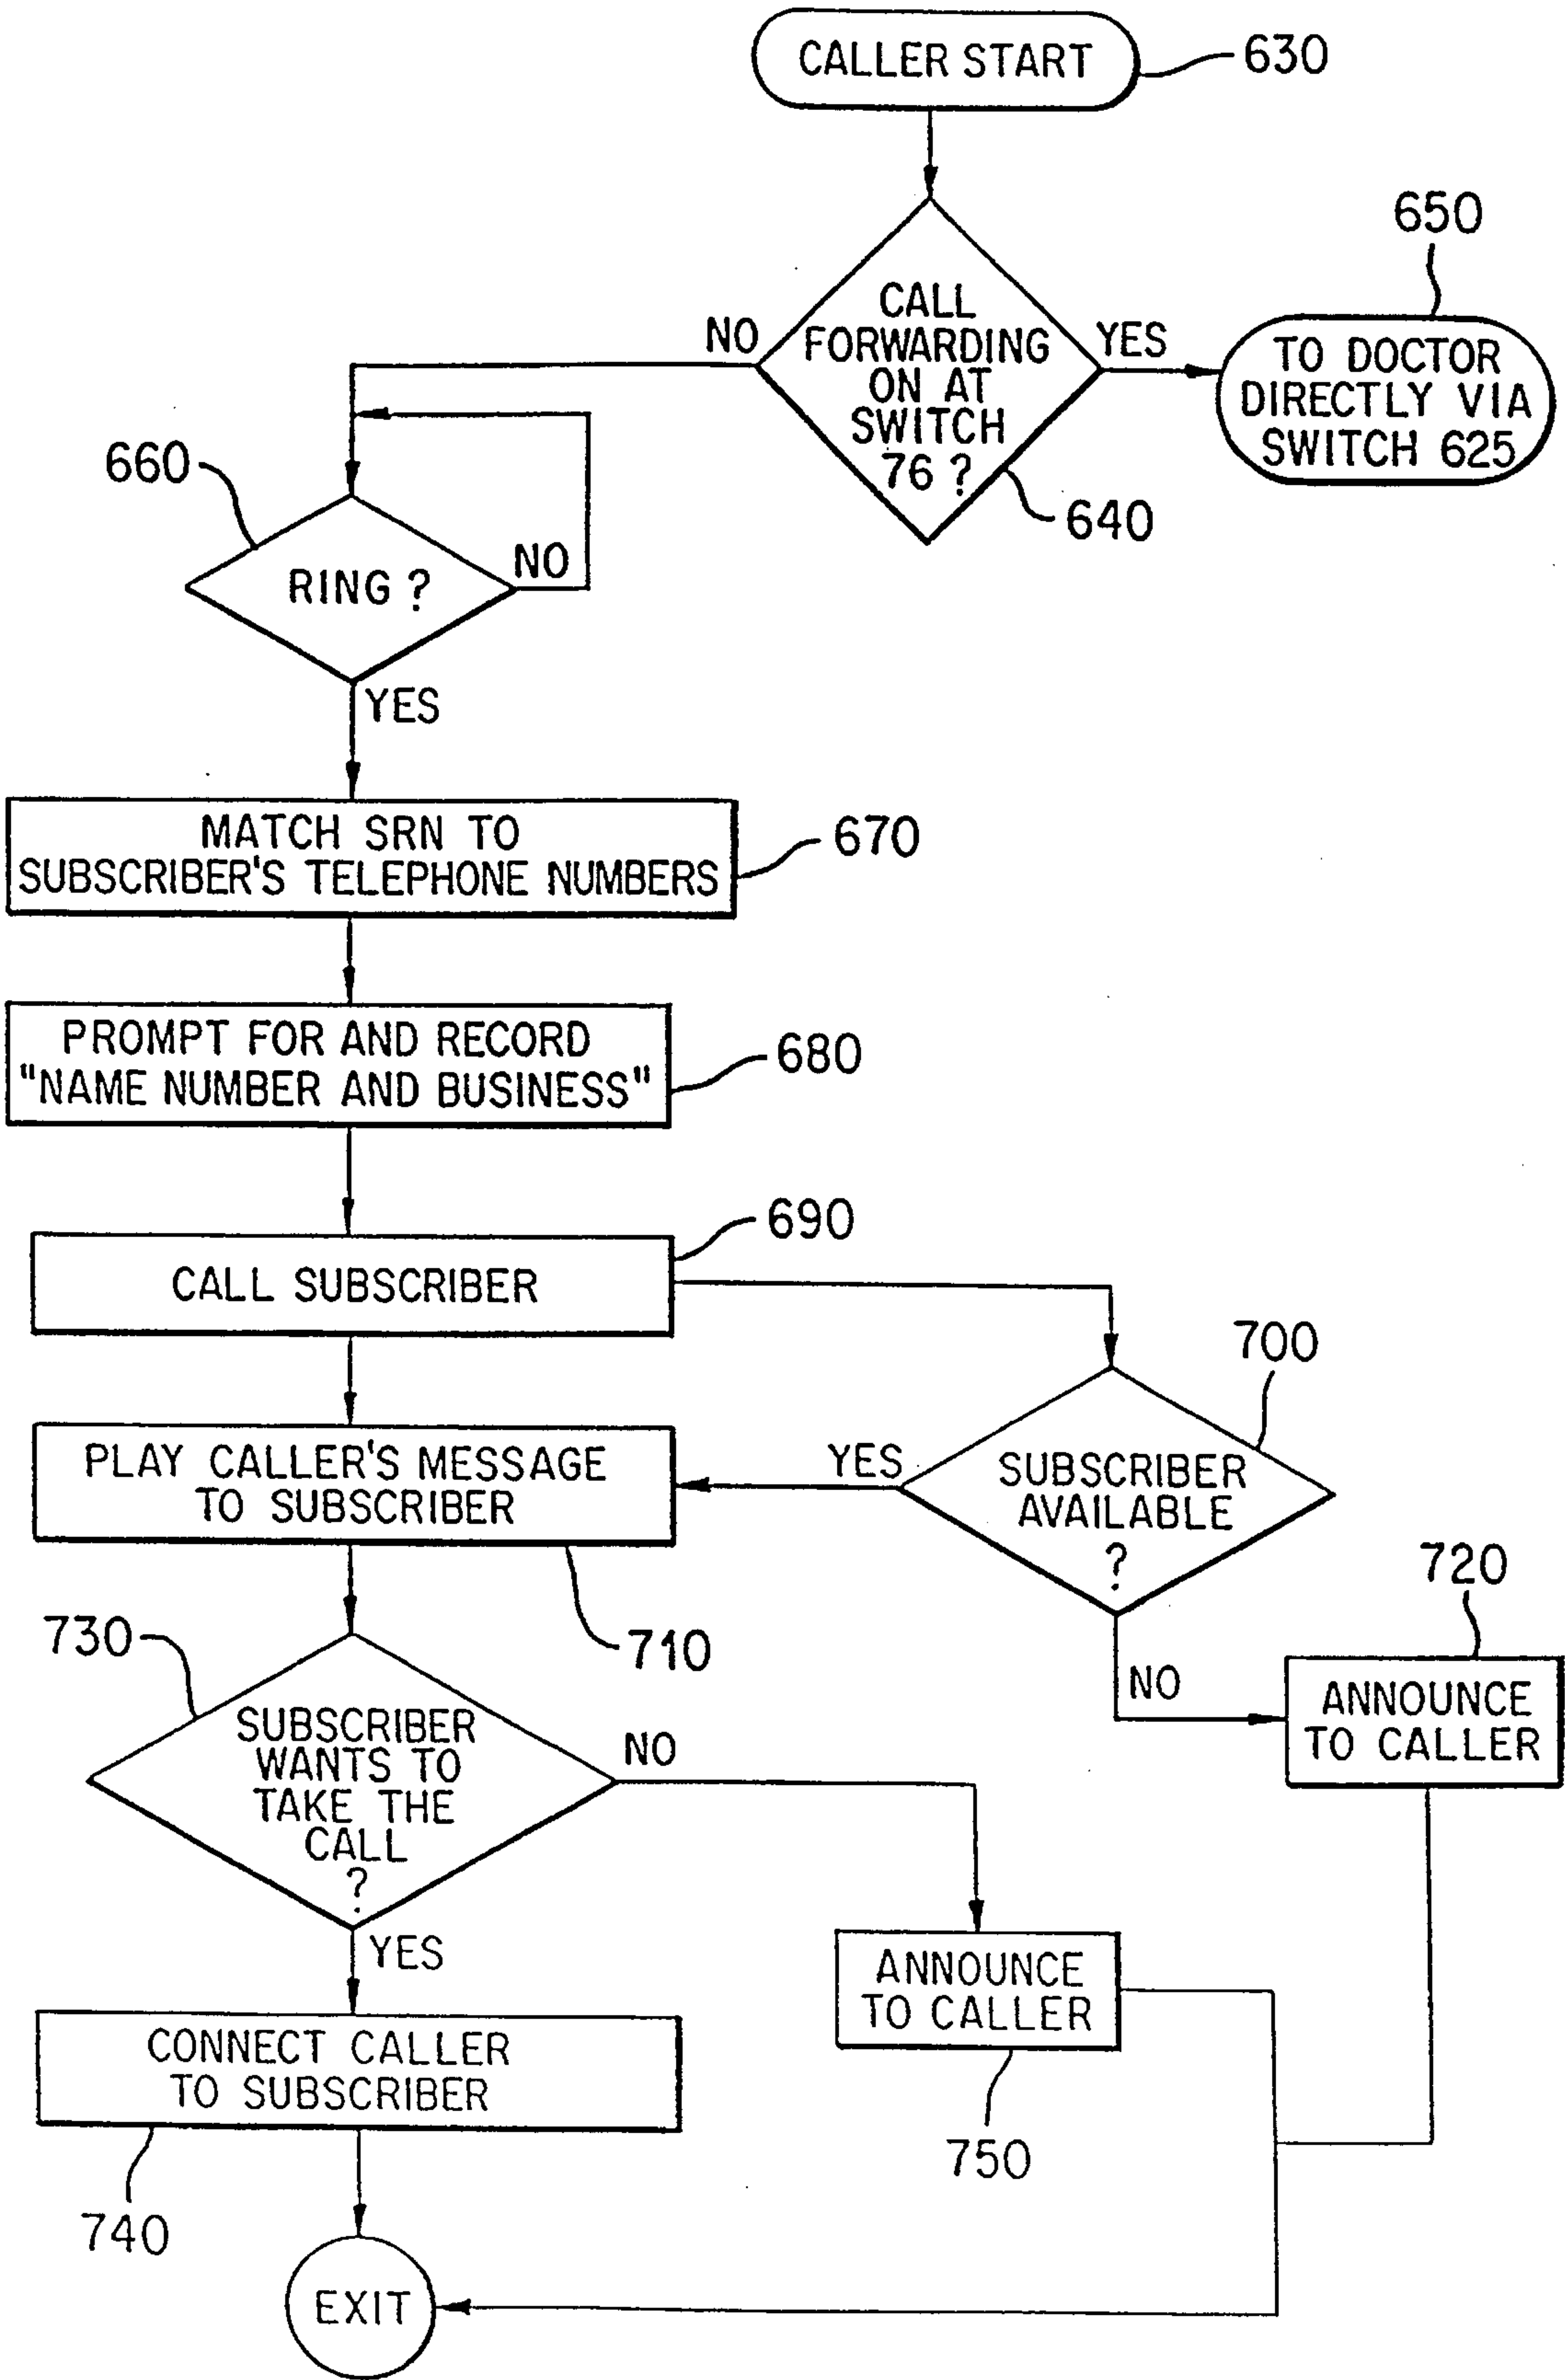 CALLER START
630
CALL
FORWARDING
ON AT
SWITCH
76 ?
640
NO
YES
650
TO DOCTOR
DIRECTLY VIA
SWITCH 625
660
RING ?
NO
YES
MATCH SRN TO
SUBSCRIBER'S TELEPHONE NUMBERS
670
PROMPT FOR AND RECORD
"NAME NUMBER AND BUSINESS"
680
CALL SUBSCRIBER
690
700
SUBSCRIBER
AVAILABLE
?
YES
NO
PLAY CALLER'S MESSAGE
TO SUBSCRIBER
710
720
ANNOUNCE
TO CALLER
730
SUBSCRIBER
WANTS TO
TAKE THE
CALL
?
NO
YES
ANNOUNCE
TO CALLER
750
CONNECT CALLER
TO SUBSCRIBER
740
EXIT